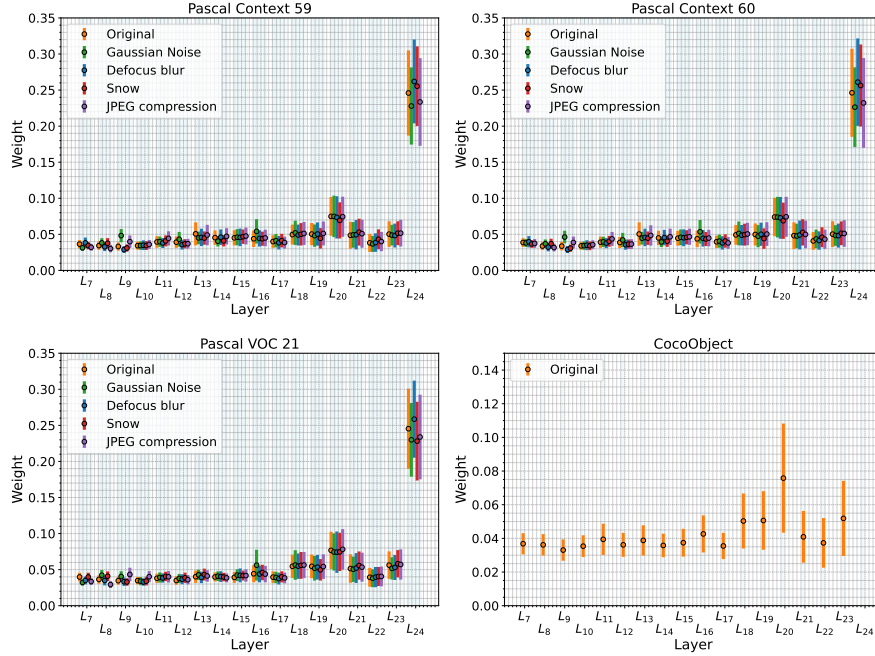 Pascal Context 59
0.35
0.30
0.25
0.20
0.15
0.10
0.05
0.00
Weight
Original
Gaussian Noise
Defocus blur
Snow
JPEG compression
L7 L8 L9 L10 L11 L12 L13 L14 L15 L16 L17 L18 L19 L20 L21 L22 L23 L24
Layer
Pascal Context 60
0.35
0.30
0.25
0.20
0.15
0.10
0.05
0.00
Weight
Original
Gaussian Noise
Defocus blur
Snow
JPEG compression
L7 L8 L9 L10 L11 L12 L13 L14 L15 L16 L17 L18 L19 L20 L21 L22 L23 L24
Layer
Pascal VOC 21
0.35
0.30
0.25
0.20
0.15
0.10
0.05
0.00
Weight
Original
Gaussian Noise
Defocus blur
Snow
JPEG compression
L7 L8 L9 L10 L11 L12 L13 L14 L15 L16 L17 L18 L19 L20 L21 L22 L23 L24
Layer
CocoObject
0.14
0.12
0.10
0.08
0.06
0.04
0.02
0.00
Weight
Original
L7 L8 L9 L10 L11 L12 L13 L14 L15 L16 L17 L18 L19 L20 L21 L22 L23 L24
Layer